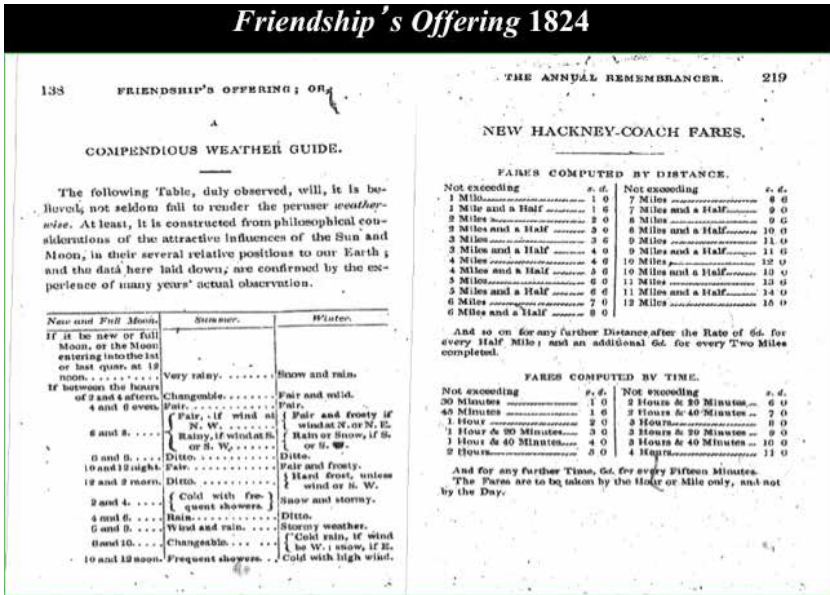 Friendship's Offering 1824
138 FRIENDSHIP'S OFFERING; OR,
A
COMPENDIOUS WEATHER GUIDE.
The following Table, duly observed, will, it is be-
lieved, not seldom fail to render the peruser weather-
wise. At least, it is constructed from philosophical con-
siderations of the attractive influences of the Sun and
Moon, in their several relative positions to our Earth;
and the data here laid down, are confirmed by the ex-
perience of many years' actual observation.
New and Full Moon. Summer. Winter.
If it be new or full
Moon, or the Moon
entering into the 1st
or last quar. at 12
noon. Very rainy. Snow and rain.
If between the hours
of 2 and 4 aftern. Changeable. Fair and mild.
4 and 6 even. Fair. Fair.
6 and 8. { Fair, if wind at N. W. { Fair and frosty if wind at N. or N. E.
{ Rainy, if wind at S. or S. W. { Rain or Snow, if S. or S. W.
8 and 9. Ditto. Ditto.
10 and 12 night. Fair. Fair and frosty.
12 and 2 morn. Ditto. { Hard frost, unless wind or S. W.
2 and 4. { Cold with fre- quent showers. Snow and stormy.
4 and 6. Rain. Ditto.
6 and 8. Wind and rain. Stormy weather.
8 and 10. Changeable. { Cold rain, if wind be W.; snow, if E.
10 and 12 noon. Frequent showers. Cold with high wind.
THE ANNUAL REMEMBRANCER. 219
NEW HACKNEY-COACH FARES.
FARES COMPUTED BY DISTANCE.
Not exceeding s. d. Not exceeding s. d.
1 Mile 1 0 7 Miles 8 6
1 Mile and a Half 1 6 7 Miles and a Half 9 0
2 Miles 2 0 8 Miles 9 6
2 Miles and a Half 3 0 8 Miles and a Half 10 6
3 Miles 3 6 9 Miles 11 0
3 Miles and a Half 4 0 9 Miles and a Half 11 6
4 Miles 4 6 10 Miles 12 0
4 Miles and a Half 5 6 10 Miles and a Half 13 0
5 Miles 6 0 11 Miles 13 6
5 Miles and a Half 6 6 11 Miles and a Half 14 0
6 Miles 7 0 12 Miles 15 0
6 Miles and a Half 8 0
And so on for any further Distance after the Rate of 6d. for
every Half Mile; and an additional 6d. for every Two Miles
completed.
FARES COMPUTED BY TIME.
Not exceeding s. d. Not exceeding s. d.
30 Minutes 1 0 2 Hours & 20 Minutes 6 0
45 Minutes 1 6 2 Hours & 40 Minutes 7 0
1 Hour 2 0 3 Hours 8 0
1 Hour & 20 Minutes 3 0 3 Hours & 20 Minutes 9 0
1 Hour & 40 Minutes 4 0 3 Hours & 40 Minutes 10 0
2 Hours 5 0 4 Hours 11 0
And for any further Time, 6d. for every Fifteen Minutes.
The Fares are to be taken by the Hour or Mile only, and not
by the Day.